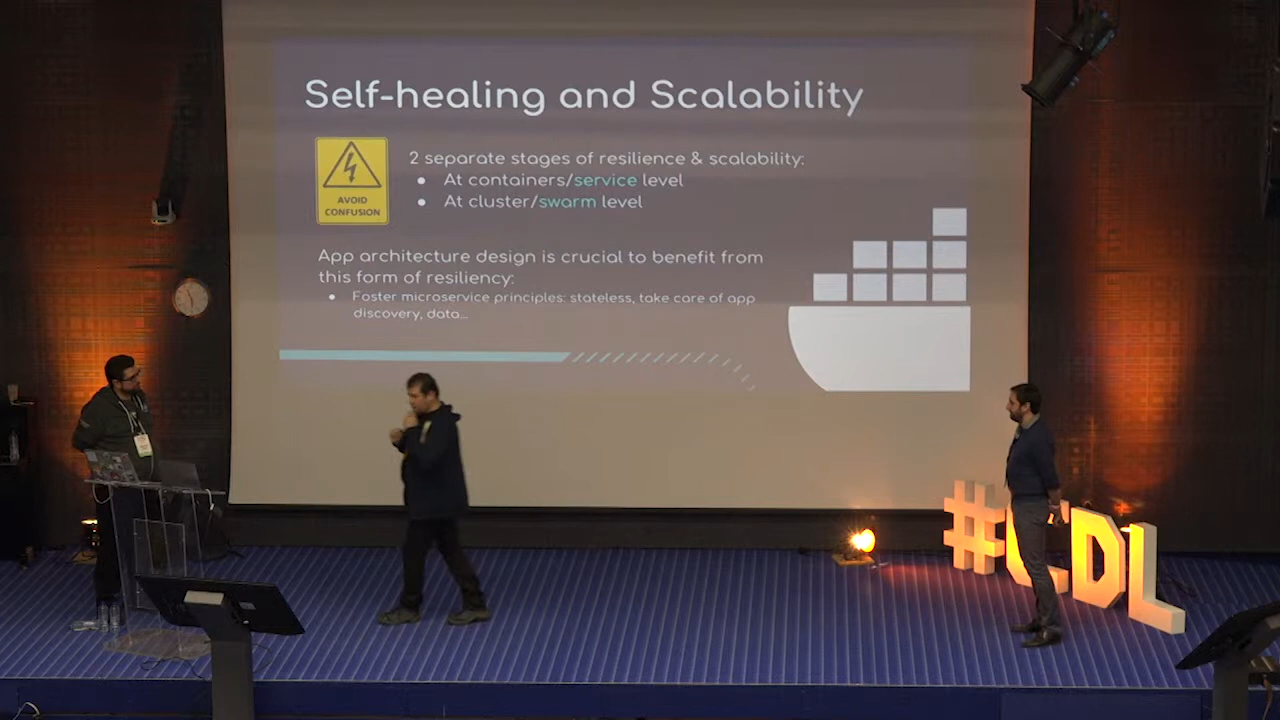 Self-healing and Scalability
AVOID
CONFUSION
2 separate stages of resilience & scalability:
● At containers/service level
● At cluster/swarm level
App architecture design is crucial to benefit from
this form of resiliency:
● Foster microservice principles: stateless, take care of app
discovery, data...
#CDL